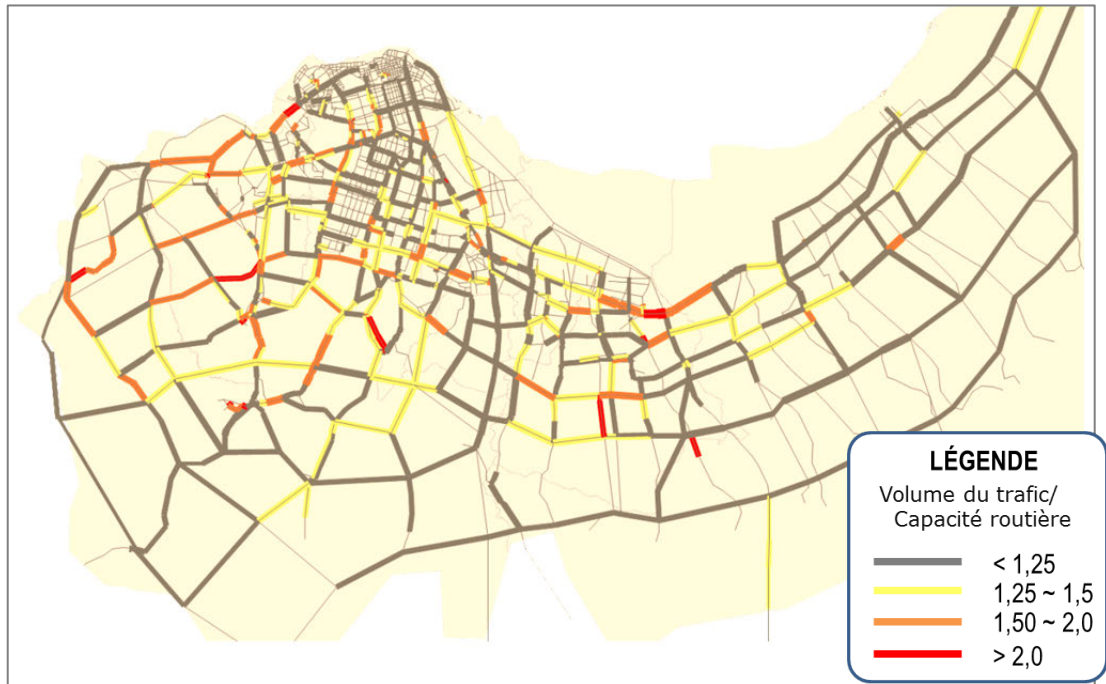 LÉGENDE
Volume du trafic/
Capacité routière
< 1,25
1,25 ~ 1,5
1,50 ~ 2,0
> 2,0